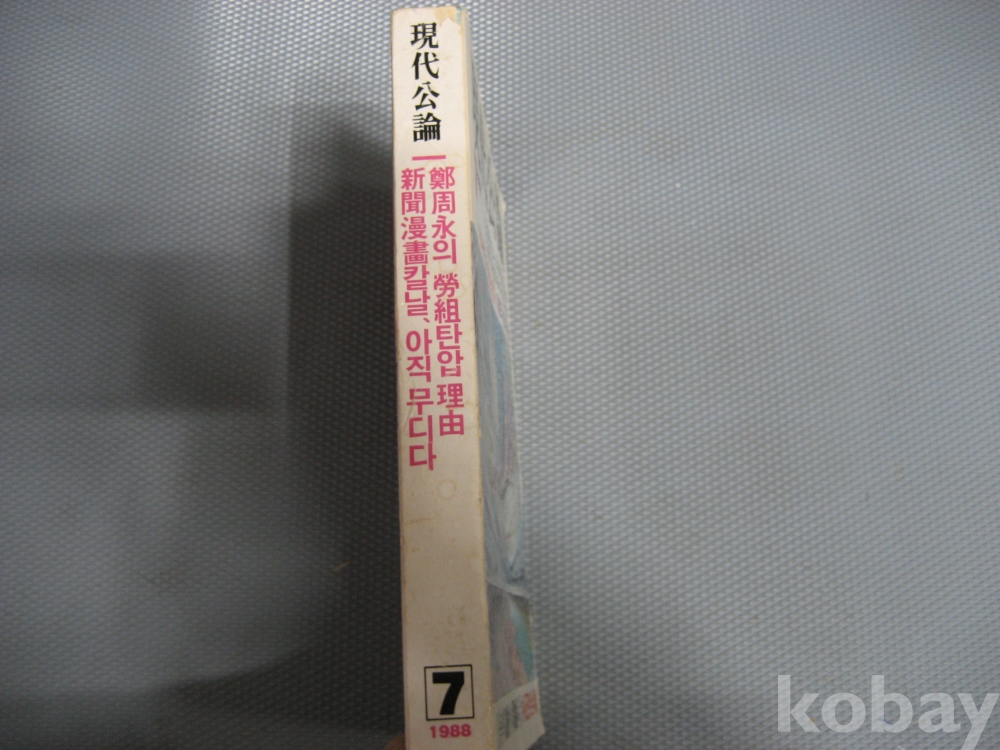 現代公論
鄭周永의 勞組탄압 理由
新聞漫畫칼날、아직 무디다
7
1988
kobay